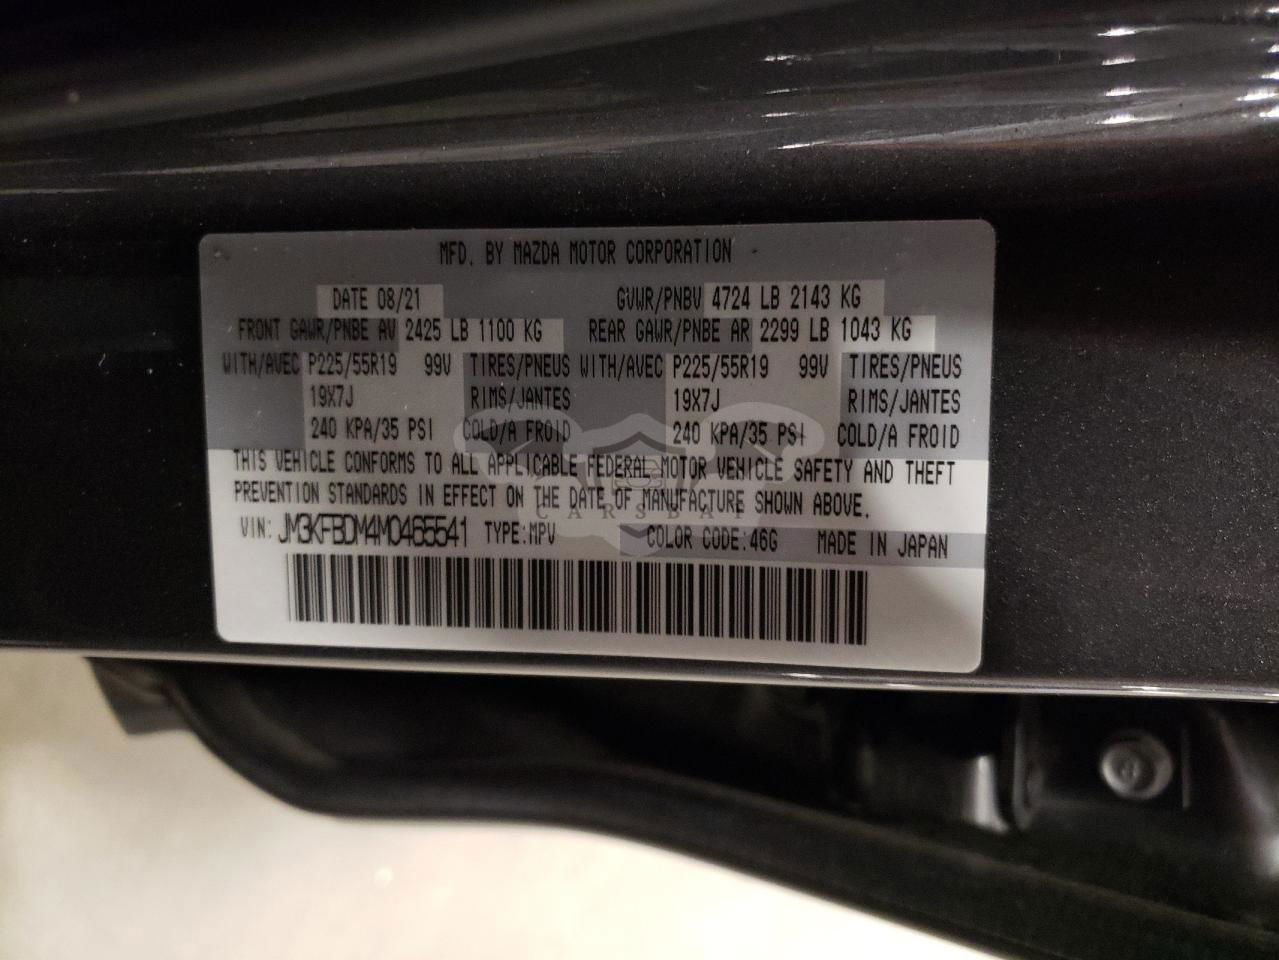 MFD. BY MAZDA MOTOR CORPORATION
DATE 08/21 GVWR/PNBV 4724 LB 2143 KG
FRONT GAWR/PNBE AV 2425 LB 1100 KG REAR GAWR/PNBE AR 2299 LB 1043 KG
WITH/AVEC P225/55R19 99V TIRES/PNEUS WITH/AVEC P225/55R19 99V TIRES/PNEUS
19X7J RIMS/JANTES 19X7J RIMS/JANTES
240 KPA/35 PSI COLD/A FROID 240 KPA/35 PSI COLD/A FROID
THIS VEHICLE CONFORMS TO ALL APPLICABLE FEDERAL MOTOR VEHICLE SAFETY AND THEFT
PREVENTION STANDARDS IN EFFECT ON THE DATE OF MANUFACTURE SHOWN ABOVE.
CARSBAT
VIN: JM3KFBDM4M0465541 TYPE:MPV COLOR CODE:46G MADE IN JAPAN